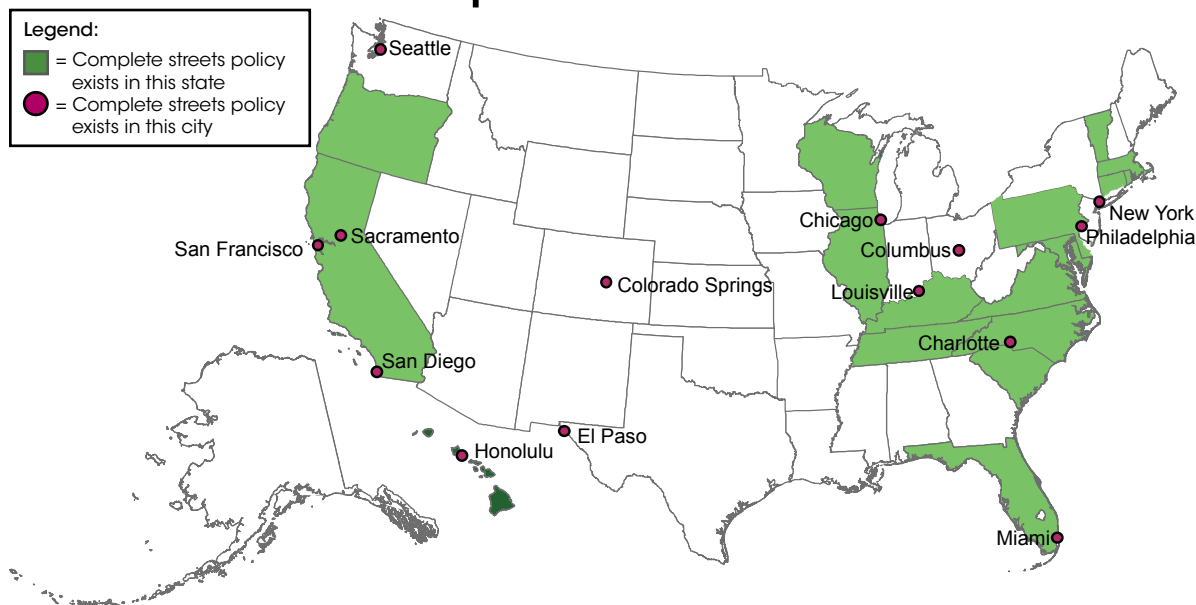 Legend:
= Complete streets policy
exists in this state
= Complete streets policy
exists in this city
Seattle
San Francisco
Sacramento
Chicago
Columbus
New York
Philadelphia
Colorado Springs
Louisville
Charlotte
San Diego
Honolulu
El Paso
Miami